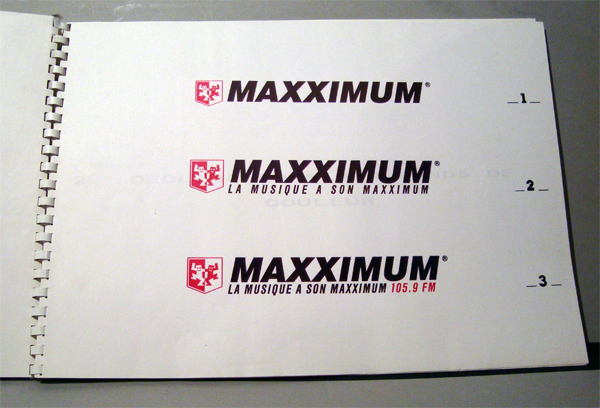 MAXXIMUM®
_1_
MAXXIMUM®
LA MUSIQUE A SON MAXXIMUM
_2_
MAXXIMUM®
LA MUSIQUE A SON MAXXIMUM 105.9 FM
_3_